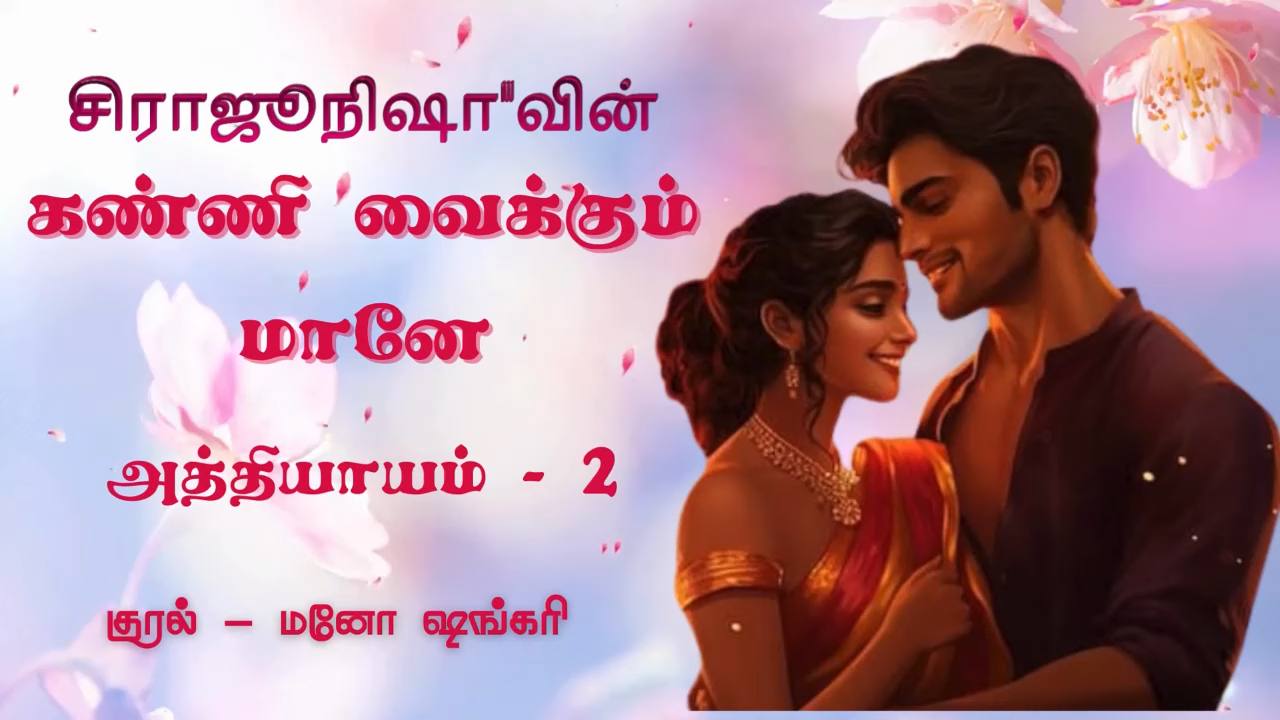 சிராஜூநிஷா"வின்
கண்ணி வைக்கும்
மானே
அத்தியாயம் - 2
குரல் – மனோ ஷங்கரி